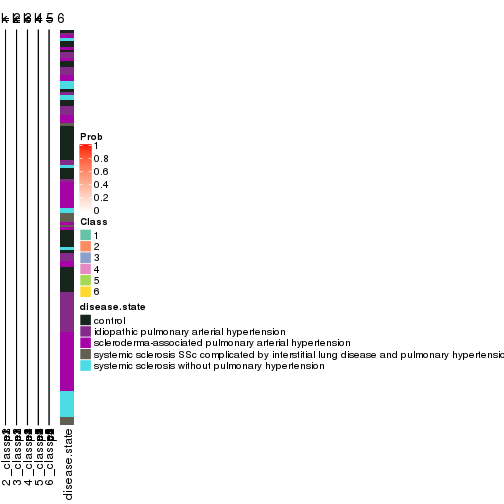 6
Prob
1
0.8
0.6
0.4
0.2
0
Class
1
2
3
4
5
6
disease.state
control
idiopathic pulmonary arterial hypertension
scleroderma-associated pulmonary arterial hypertension
systemic sclerosis SSc complicated by interstitial lung disease and pulmonary hypertensio
systemic sclerosis without pulmonary hypertension
2_class
3_class
4_class
5_class
6_class
disease.state